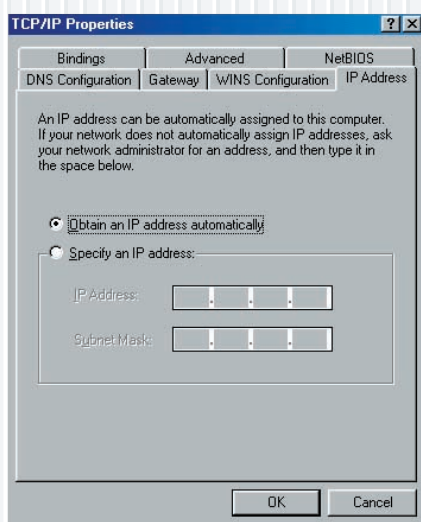 TCP/IP Properties
Bindings Advanced NetBIOS
DNS Configuration Gateway WINS Configuration IP Address
An IP address can be automatically assigned to this computer.
If your network does not automatically assign IP addresses, ask
your network administrator for an address, and then type it in
the space below.
Obtain an IP address automatically
Specify an IP address:
IP Address:
Subnet Mask:
OK Cancel